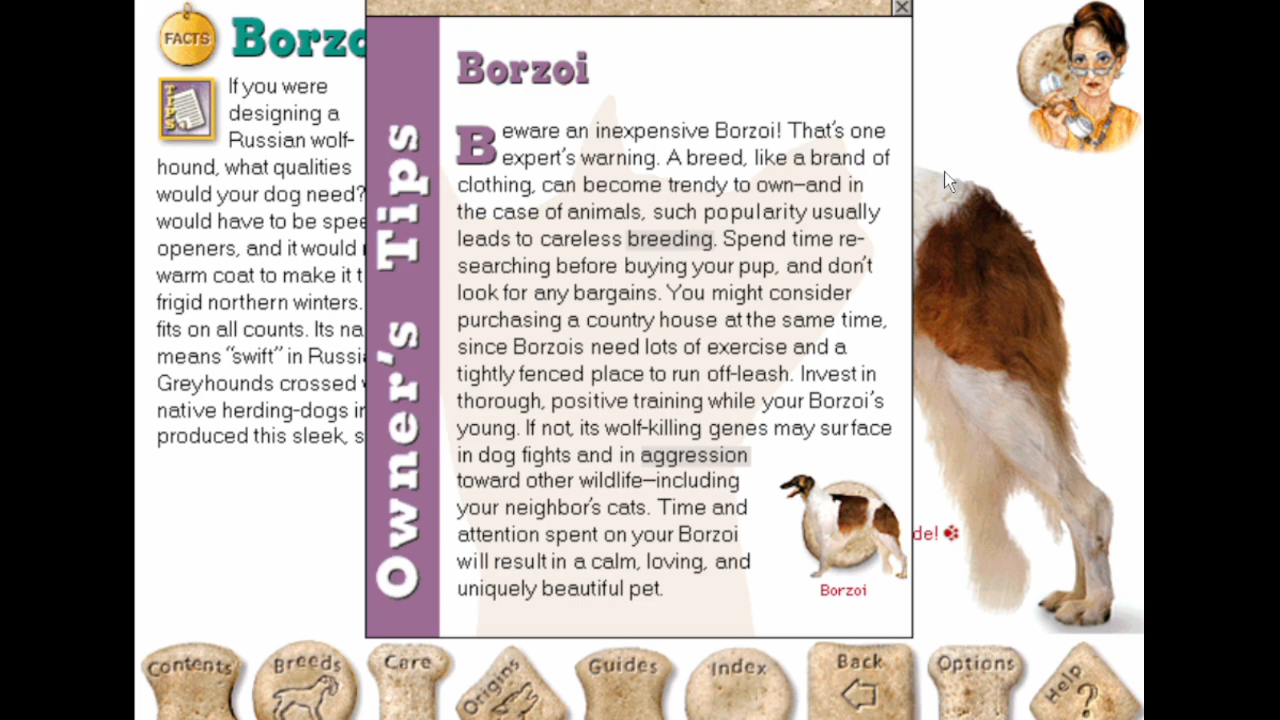 FACTS
Borzo
TIPS
If you were
designing a
Russian wolf-
hound, what qualities
would your dog need?
would have to be spee
openers, and it would
warm coat to make it t
frigid northern winters.
fits on all counts. Its na
means “swift” in Russi
Greyhounds crossed
native herding-dogs in
produced this sleek, s
Owner's Tips
Borzoi
Beware an inexpensive Borzoi! That's one
expert's warning. A breed, like a brand of
clothing, can become trendy to own—and in
the case of animals, such popularity usually
leads to careless breeding. Spend time re-
searching before buying your pup, and don't
look for any bargains. You might consider
purchasing a country house at the same time,
since Borzois need lots of exercise and a
tightly fenced place to run off-leash. Invest in
thorough, positive training while your Borzoi's
young. If not, its wolf-killing genes may surface
in dog fights and in aggression
toward other wildlife—including
your neighbor's cats. Time and
attention spent on your Borzoi
will result in a calm, loving, and
uniquely beautiful pet.
Borzoi
de!
Contents
Breeds
Care
Origins
Guides
Index
Back
Options
Help
?